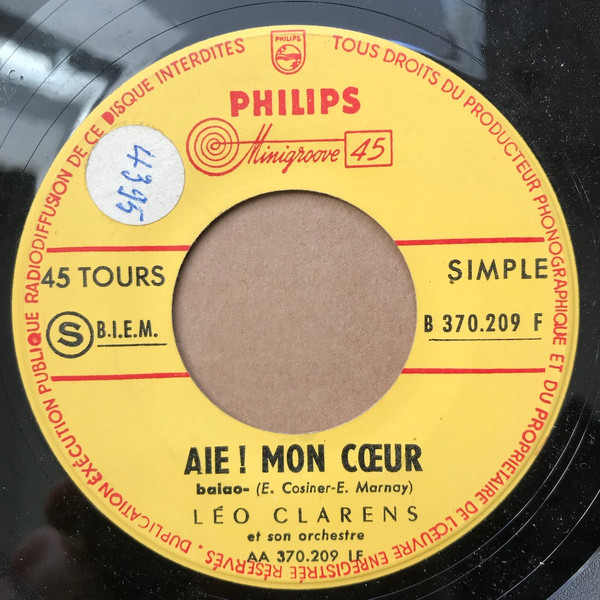 TOUS DROITS DU PRODUCTEUR PHONOGRAPHIQUE ET DU PROPRIETAIRE DE L'ŒUVRE ENREGISTRÉE RÉSERVÉS · DUPLICATION EXÉCUTION PUBLIQUE RADIODIFFUSION DE CE DISQUE INTERDITES
PHILIPS
PHILIPS
Minigroove 45
4395
45 TOURS
SIMPLE
S B.I.E.M.
B 370.209 F
AIE ! MON CŒUR
baiao- (E. Cosiner-E. Marnay)
LÉO CLARENS
et son orchestre
AA 370.209 LF